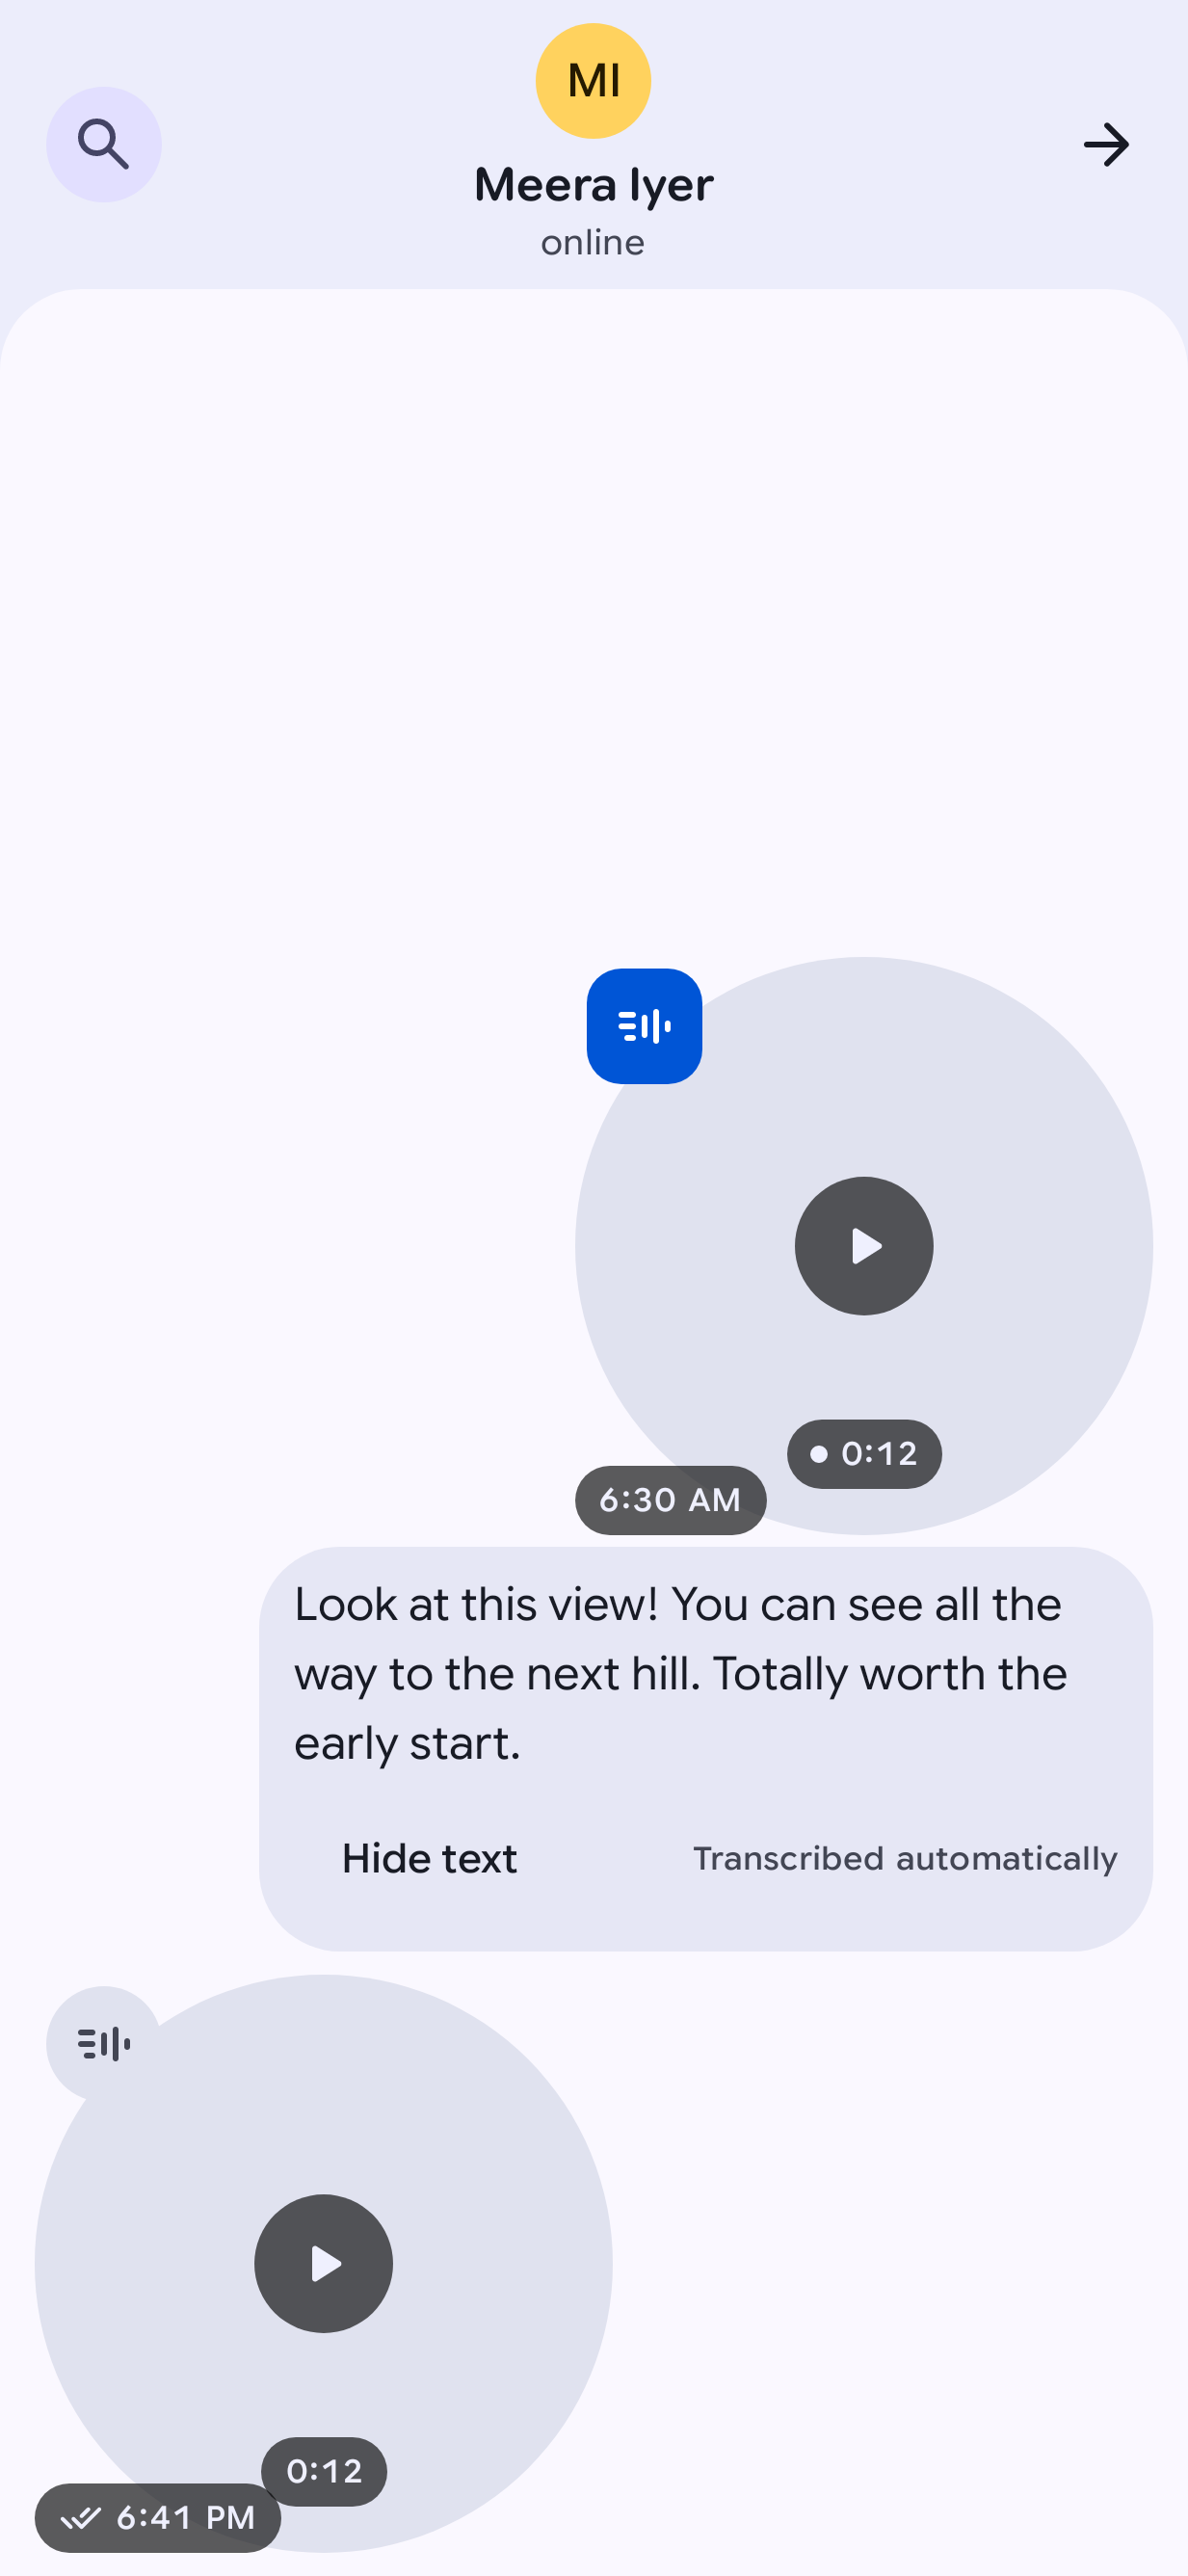 MI
Meera Iyer
online
0:12
6:30 AM
Look at this view! You can see all the
way to the next hill. Totally worth the
early start.
Hide text
Transcribed automatically
0:12
6:41 PM